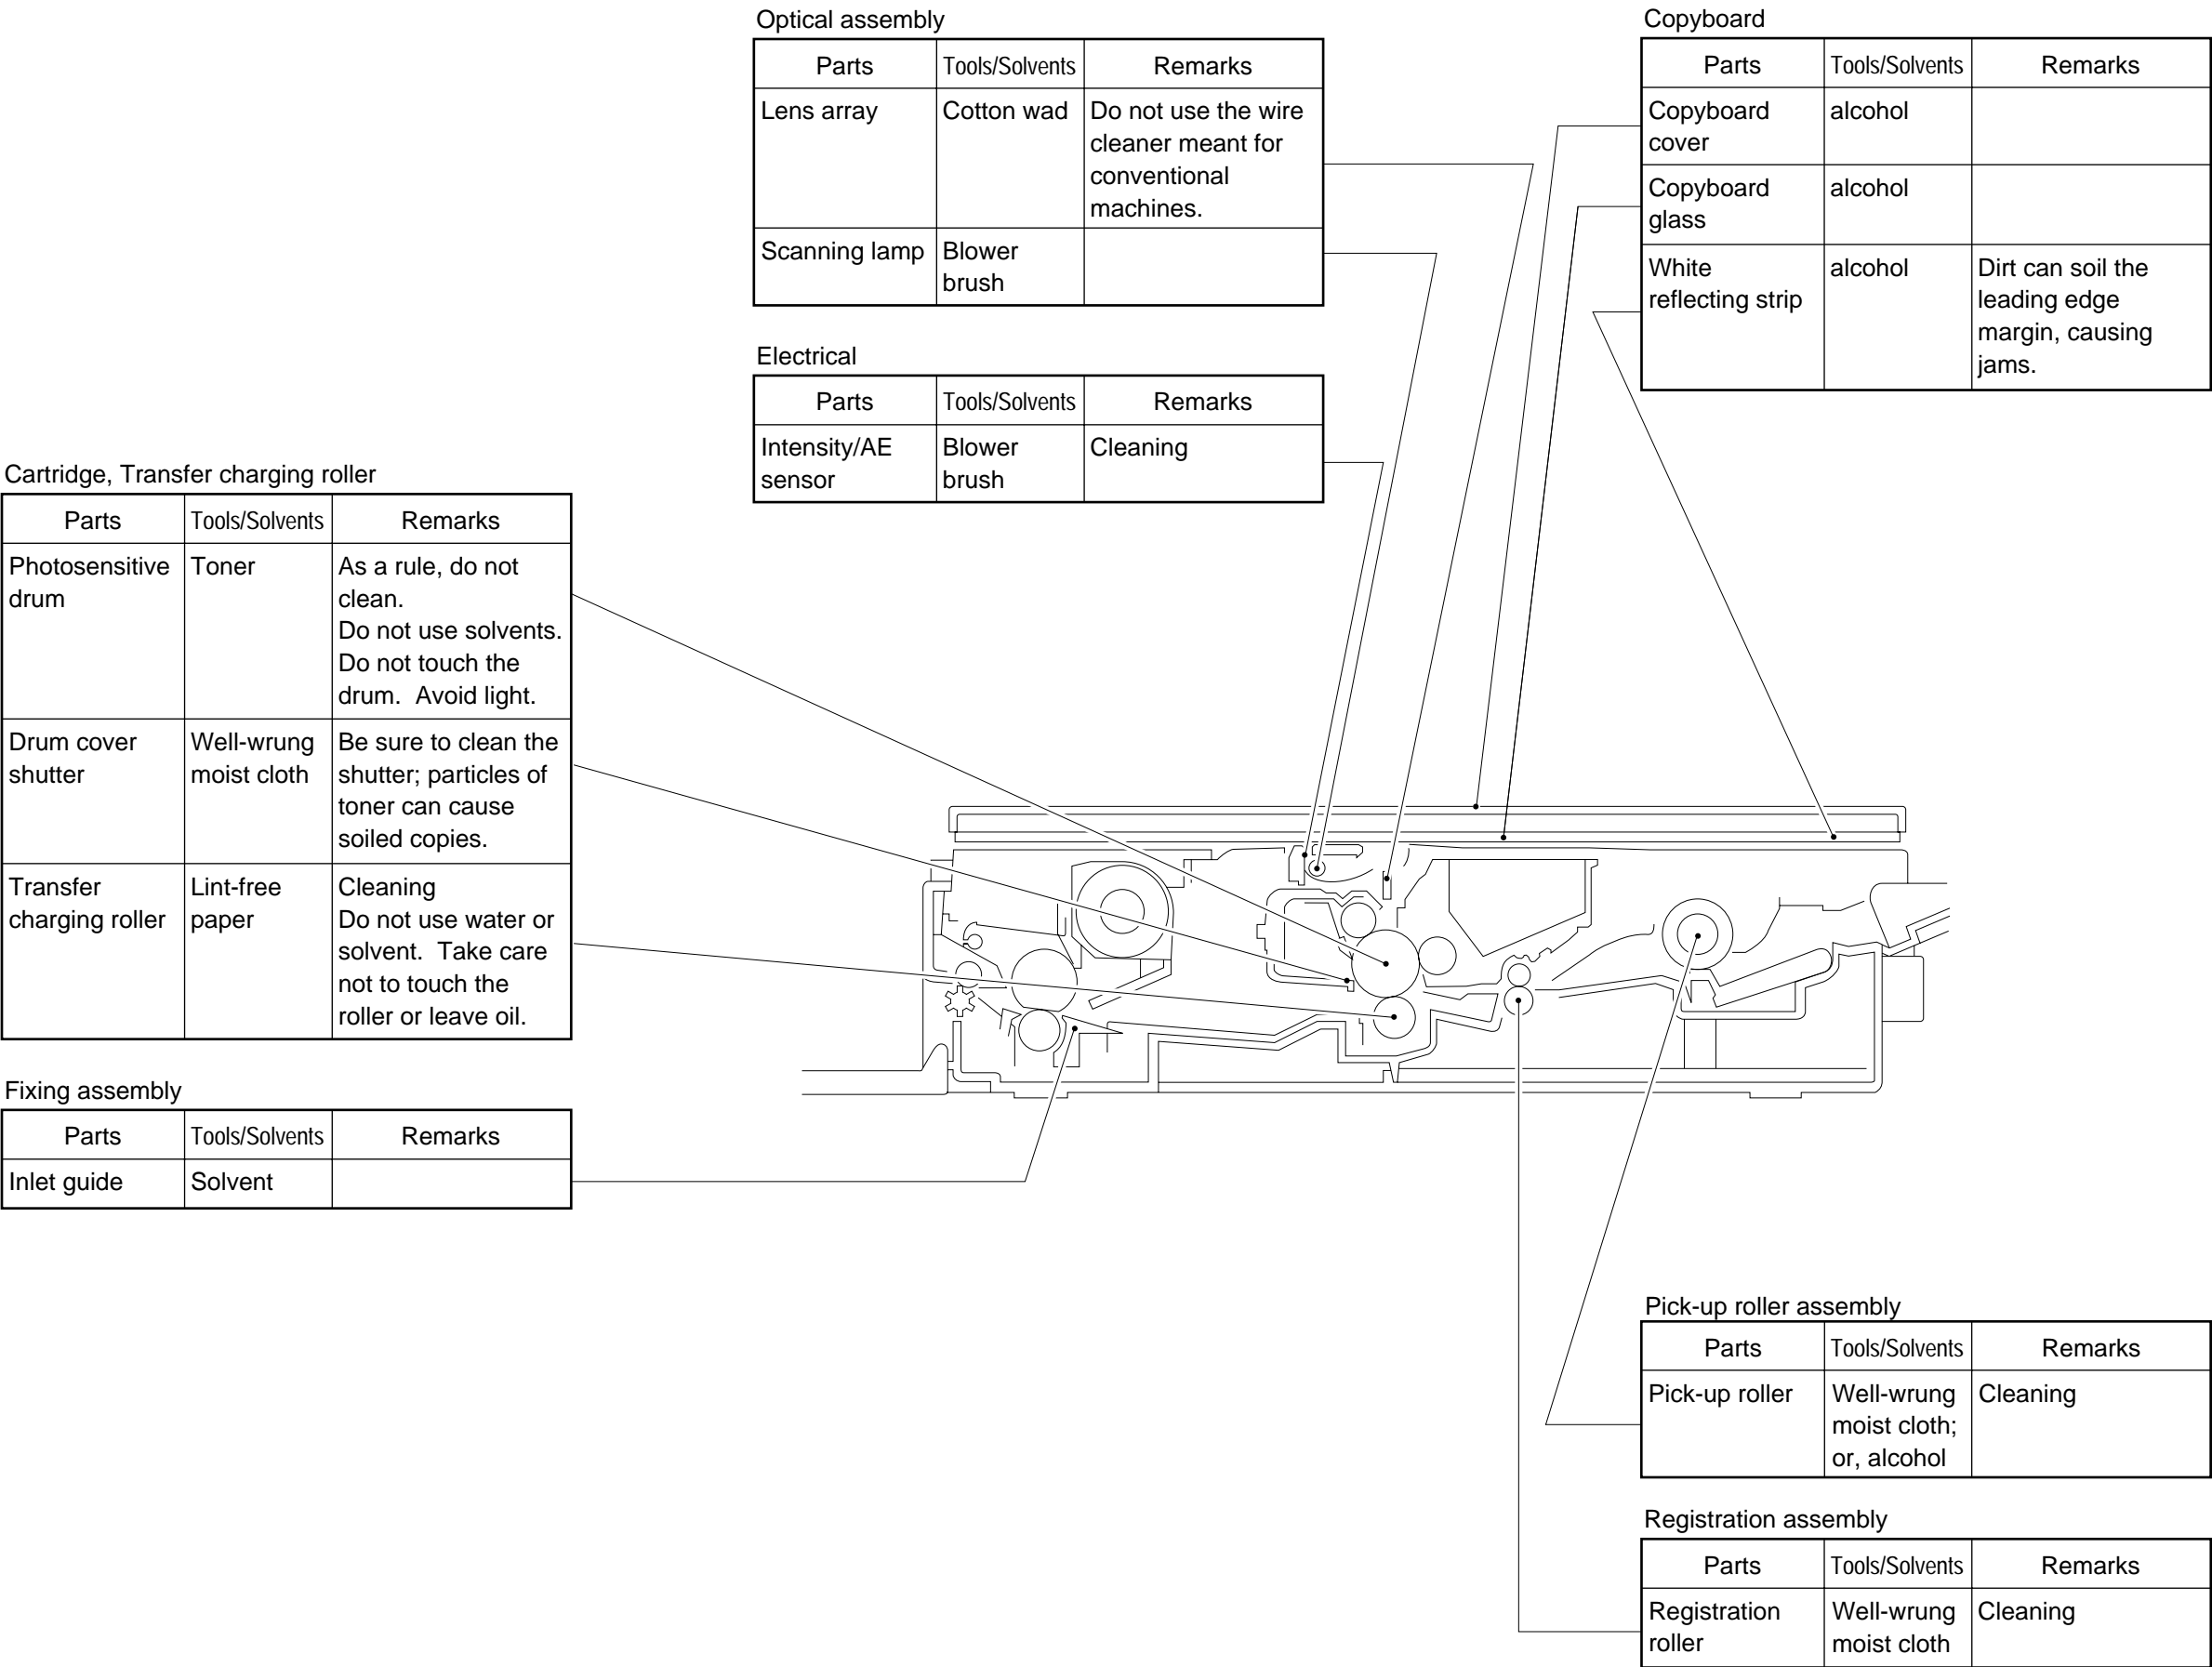 Optical assembly
Parts Tools/Solvents Remarks
Lens array Cotton wad Do not use the wire
cleaner meant for
conventional
machines.
Scanning lamp Blower
brush
Electrical
Parts Tools/Solvents Remarks
Intensity/AE Blower Cleaning
sensor brush
Copyboard
Parts Tools/Solvents Remarks
Copyboard alcohol
cover
Copyboard alcohol
glass
White alcohol Dirt can soil the
reflecting strip leading edge
margin, causing
jams.
Cartridge, Transfer charging roller
Parts Tools/Solvents Remarks
Photosensitive Toner As a rule, do not
drum clean.
Do not use solvents.
Do not touch the
drum. Avoid light.
Drum cover Well-wrung Be sure to clean the
shutter moist cloth shutter; particles of
toner can cause
soiled copies.
Transfer Lint-free Cleaning
charging roller paper Do not use water or
solvent. Take care
not to touch the
roller or leave oil.
Fixing assembly
Parts Tools/Solvents Remarks
Inlet guide Solvent
Pick-up roller assembly
Parts Tools/Solvents Remarks
Pick-up roller Well-wrung Cleaning
moist cloth;
or, alcohol
Registration assembly
Parts Tools/Solvents Remarks
Registration Well-wrung Cleaning
roller moist cloth